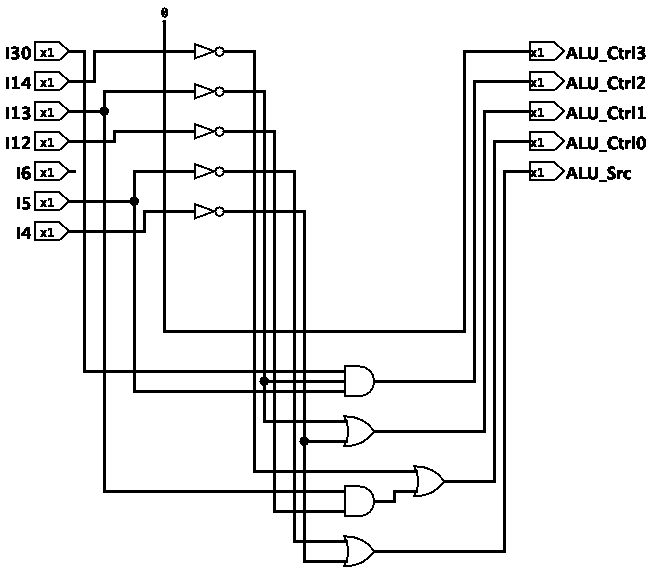 0
I30 x1
x1 ALU_Ctrl3
I14 x1
x1 ALU_Ctrl2
I13 x1
x1 ALU_Ctrl1
I12 x1
x1 ALU_Ctrl0
I6 x1
x1 ALU_Src
I5 x1
I4 x1